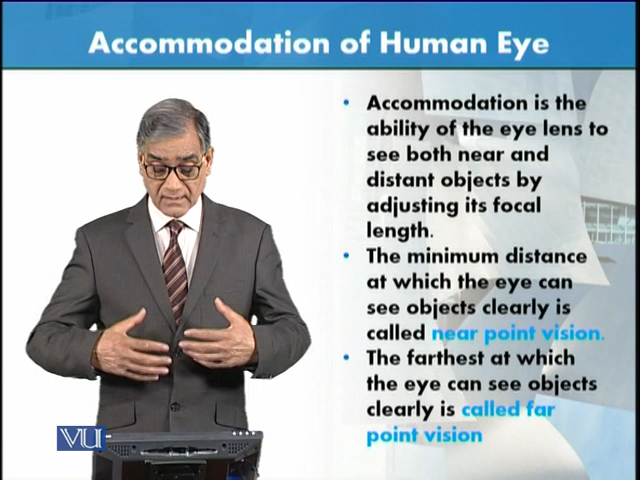 Accommodation of Human Eye
• Accommodation is the
ability of the eye lens to
see both near and
distant objects by
adjusting its focal
length.
• The minimum distance
at which the eye can
see objects clearly is
called near point vision.
• The farthest at which
the eye can see objects
clearly is called far
point vision
VU